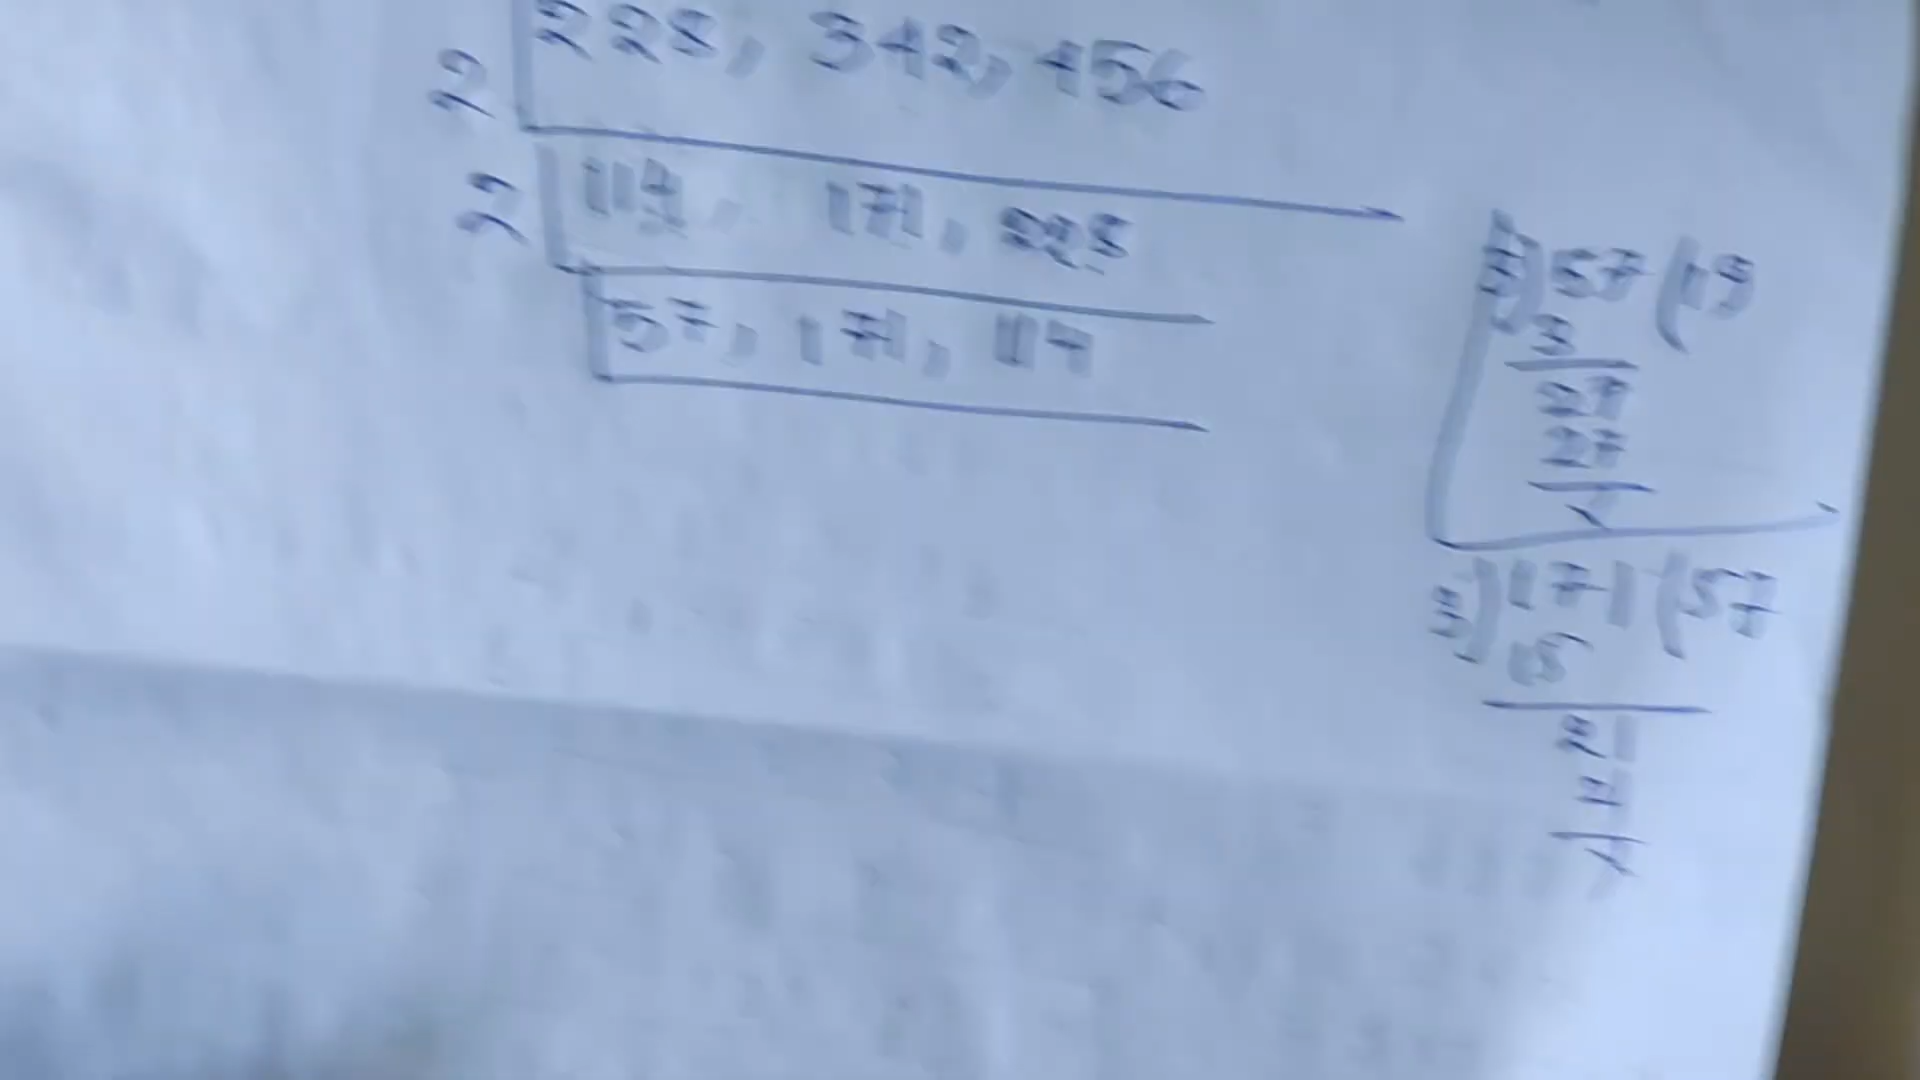 2 228, 342, 456
2 114, 171, 228
57, 171, 114
3) 57 (19
3
27
27
3) 171 (57
15
21
21